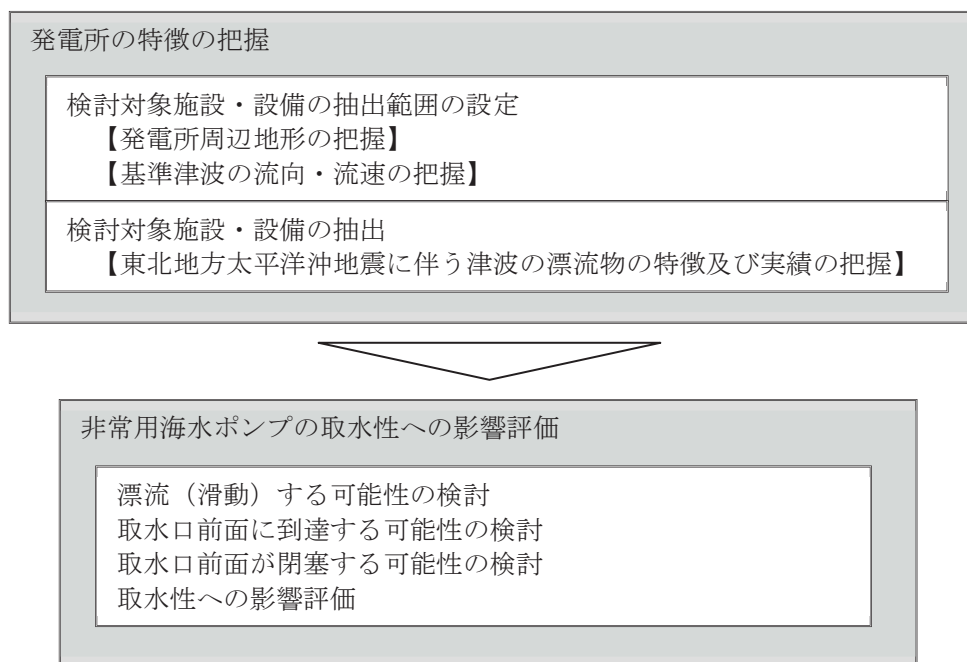 発電所の特徴の把握
検討対象施設・設備の抽出範囲の設定
【発電所周辺地形の把握】
【基準津波の流向・流速の把握】
検討対象施設・設備の抽出
【東北地方太平洋沖地震に伴う津波の漂流物の特徴及び実績の把握】
非常用海水ポンプの取水性への影響評価
漂流（滑動）する可能性の検討
取水口前面に到達する可能性の検討
取水口前面が閉塞する可能性の検討
取水性への影響評価